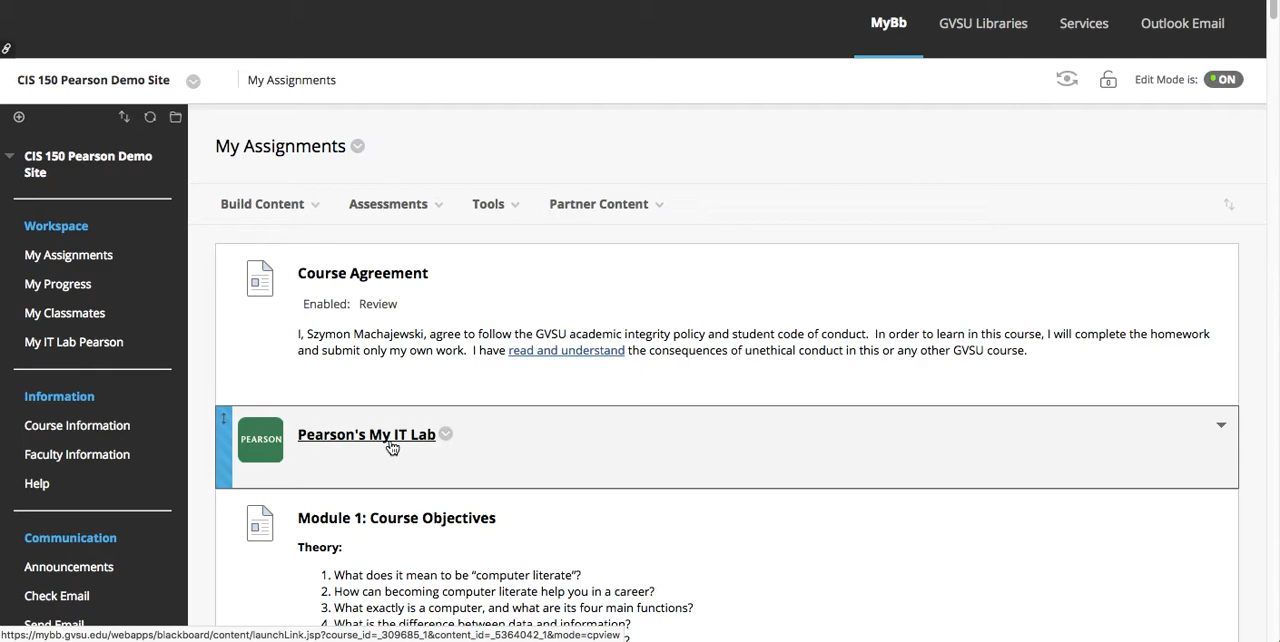 MyBb
GVSU Libraries
Services
Outlook Email
CIS 150 Pearson Demo Site
My Assignments
Edit Mode is:
ON
CIS 150 Pearson Demo
Site
Workspace
My Assignments
My Progress
My Classmates
My IT Lab Pearson
Information
Course Information
Faculty Information
Help
Communication
Announcements
Check Email
Send Email
My Assignments
Build Content
Assessments
Tools
Partner Content
Course Agreement
Enabled: Review
I, Szymon Machajewski, agree to follow the GVSU academic integrity policy and student code of conduct. In order to learn in this course, I will complete the homework
and submit only my own work. I have read and understand the consequences of unethical conduct in this or any other GVSU course.
PEARSON
Pearson's My IT Lab
Module 1: Course Objectives
Theory:
1. What does it mean to be “computer literate”?
2. How can becoming computer literate help you in a career?
3. What exactly is a computer, and what are its four main functions?
4. What is the difference between data and information?
https://mybb.gvsu.edu/webapps/blackboard/content/launchLink.jsp?course_id=_309685_1&content_id=_5364042_1&mode=cpview